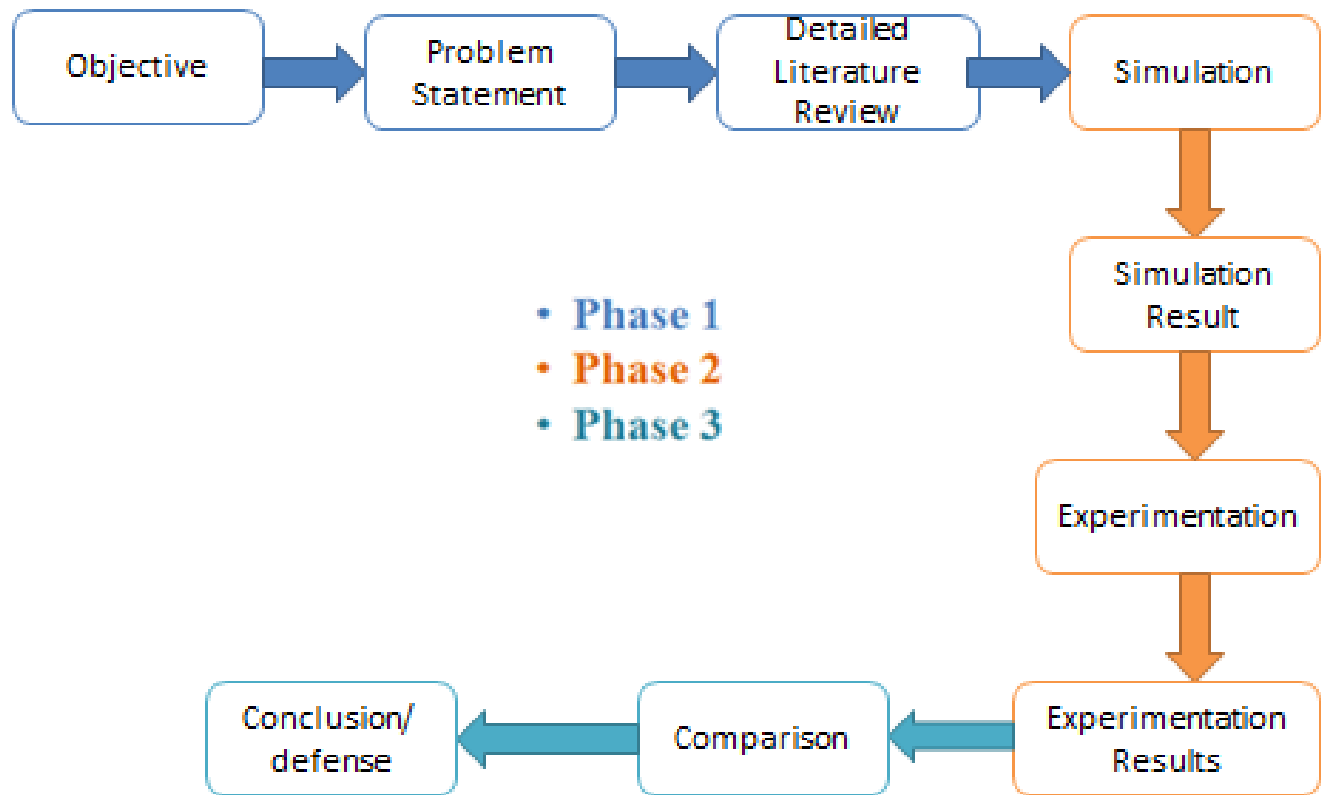 Objective
Problem
Statement
Detailed
Literature
Review
Simulation
Simulation
Result
• Phase 1
• Phase 2
• Phase 3
Experimentation
Experimentation
Results
Comparison
Conclusion/
defense